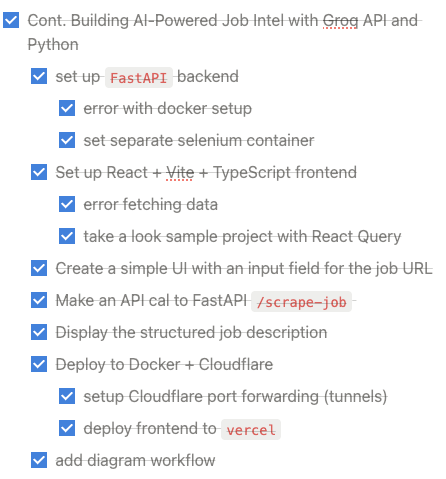 Cont. Building AI-Powered Job Intel with Groq API and
Python
set up FastAPI backend
error with docker setup
set separate selenium container
Set up React + Vite + TypeScript frontend
error fetching data
take a look sample project with React Query
Create a simple UI with an input field for the job URL
Make an API cal to FastAPI /scrape-job
Display the structured job description
Deploy to Docker + Cloudflare
setup Cloudflare port forwarding (tunnels)
deploy frontend to vercel
add diagram workflow